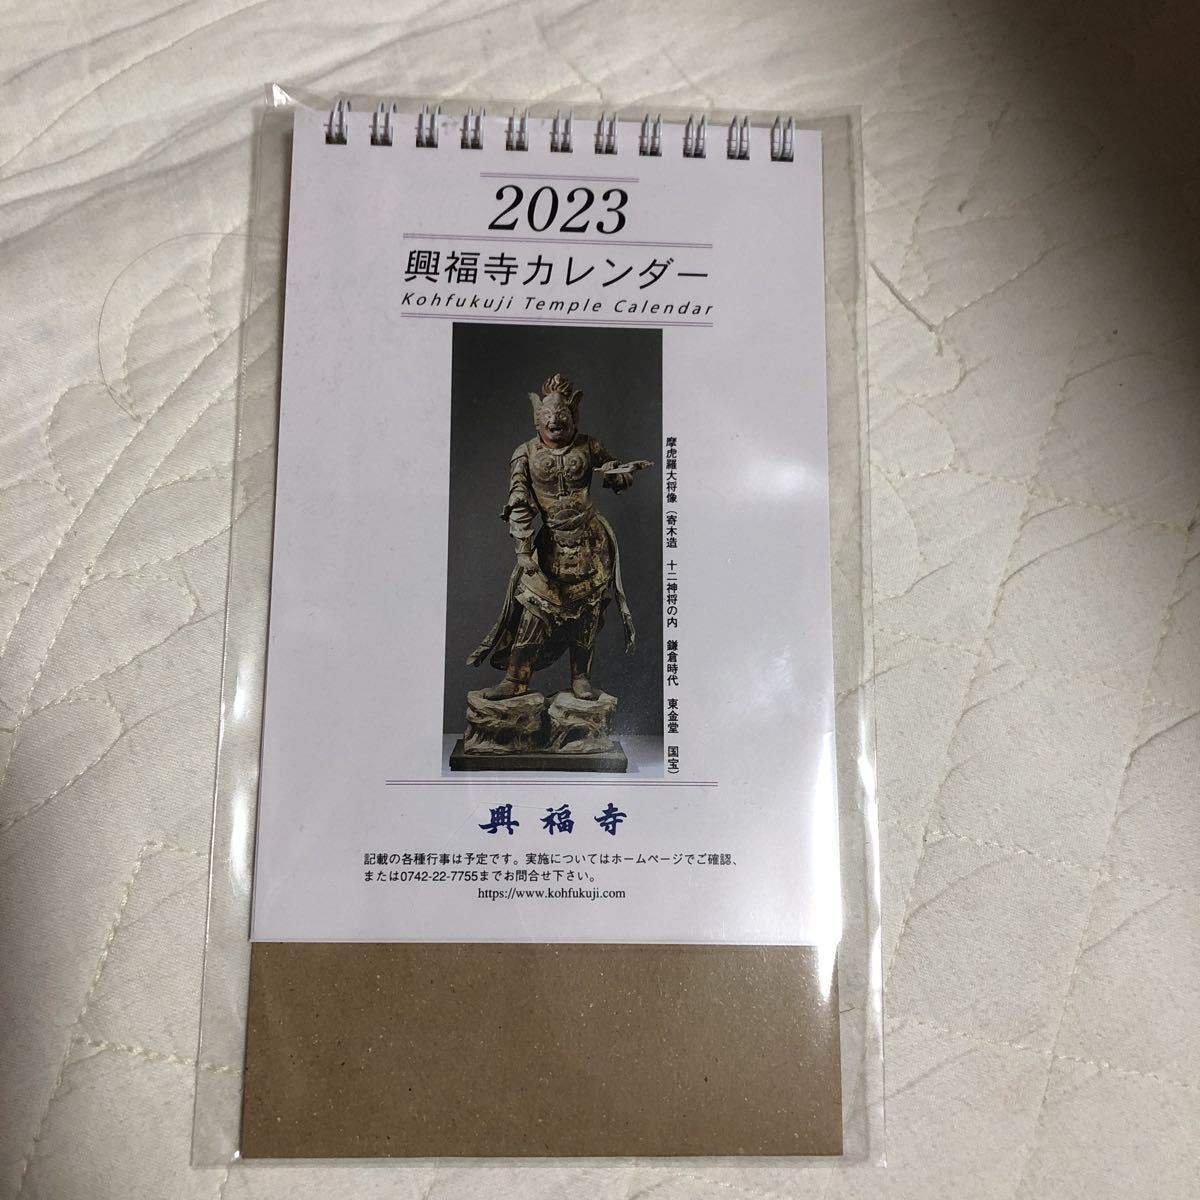 2023
興福寺カレンダー
Kohfukuji Temple Calendar
摩虎羅大将像（寄木造　十二神将の内　鎌倉時代　東金堂　国宝）
興福寺
記載の各種行事は予定です。実施についてはホームページでご確認、
または0742-22-7755までお問合せ下さい。
https://www.kohfukuji.com